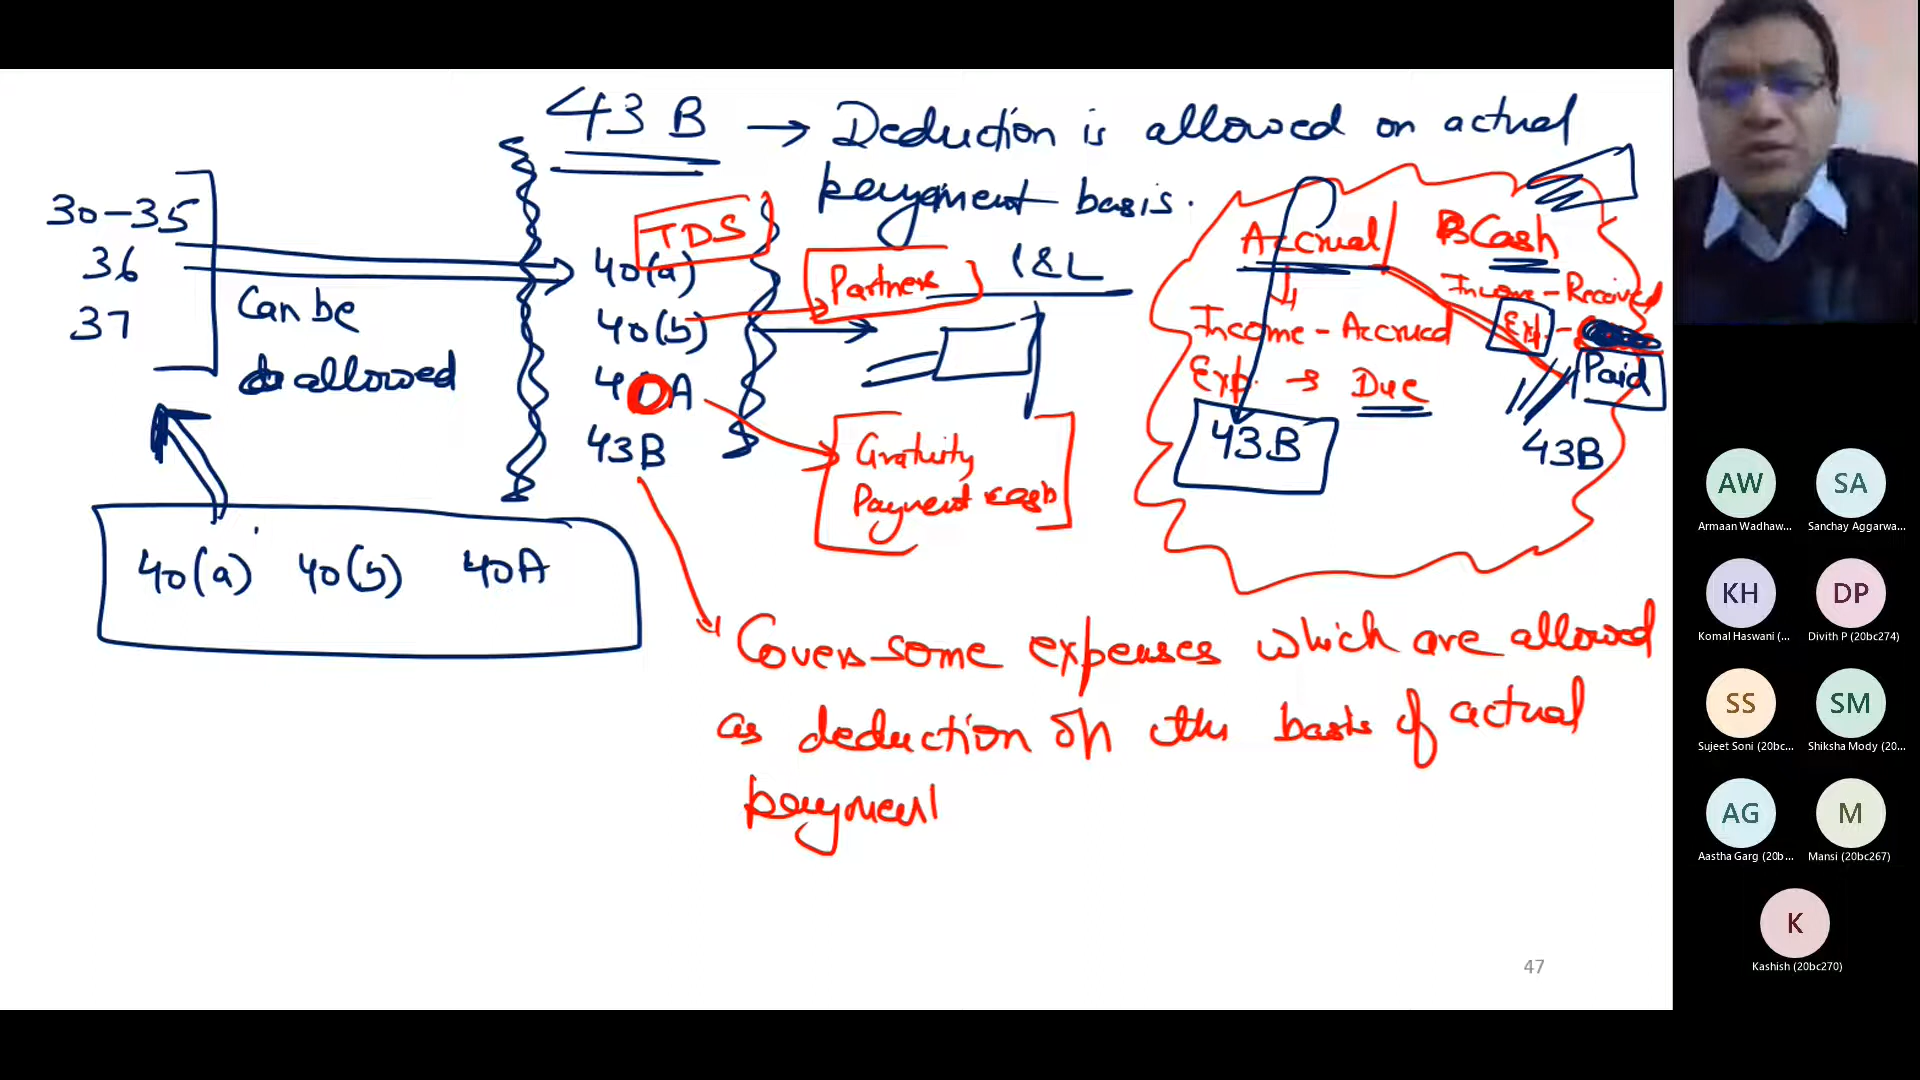 43 B → Deduction is allowed on actual
payment basis.
30-35
36
37
Can be
allowed
TDS
40(a)
40(b)
40A
43B
Partners
P&L
Gratuity
Payment cash
Accrual
Cash
Income - Accrued
Exp. → Due
43B
Income - Received
Exp. -
Paid
43B
40(a) 40(b) 40A
Covers some expenses which are allowed
as deduction on the basis of actual
payment
47
AW
Armaan Wadhaw...
SA
Sanchay Aggarwa...
KH
Komal Haswani (...
DP
Divith P (20bc274)
SS
Sujeet Soni (20bc...
SM
Shiksha Mody (20...
AG
Aastha Garg (20b...
M
Mansi (20bc267)
K
Kashish (20bc270)